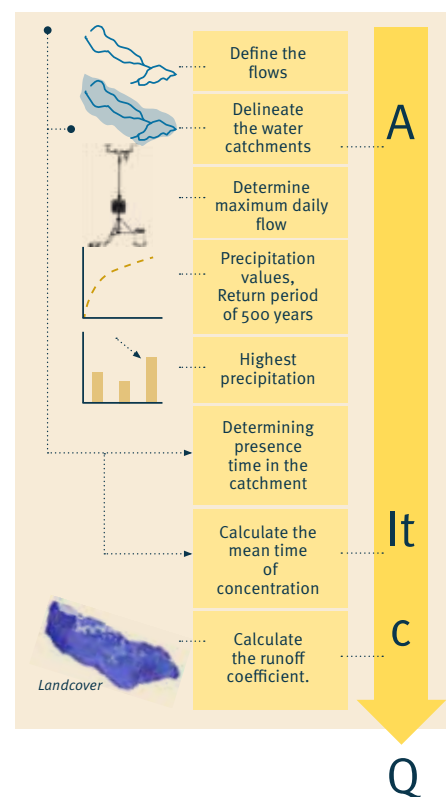 Define the
flows
Delineate
the water
catchments
A
Determine
maximum daily
flow
Precipitation
values,
Return period
of 500 years
Highest
precipitation
Determining
presence
time in the
catchment
Calculate the
mean time
of
concentration
It
Calculate
the runoff
coefficient.
c
Landcover
Q